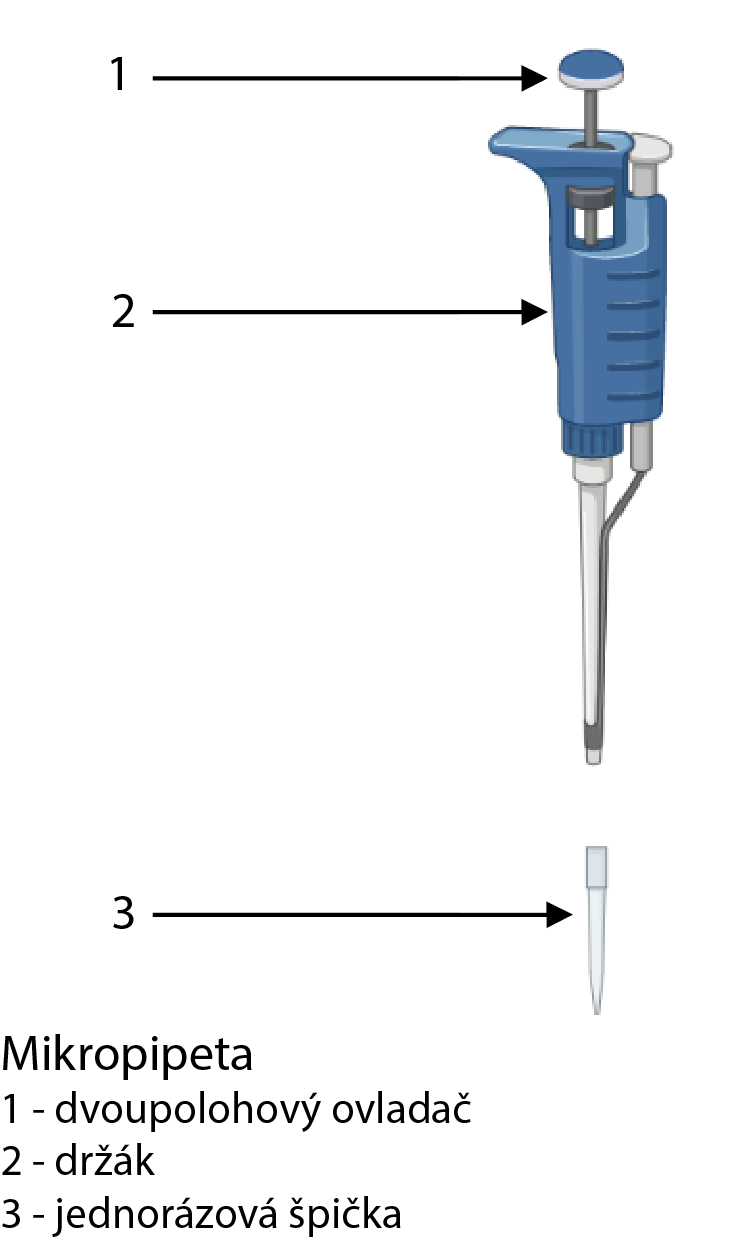 1
2
3
Mikropipeta
1 - dvoupolohový ovladač
2 - držák
3 - jednorázová špička